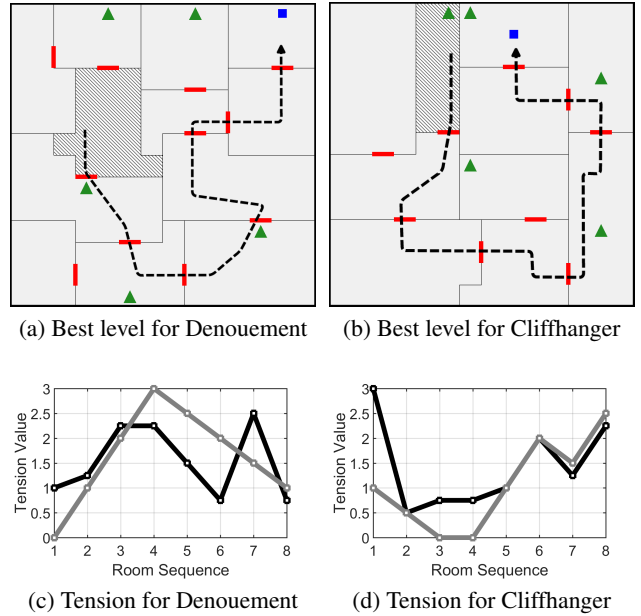 (a) Best level for Denouement
(b) Best level for Cliffhanger
3
2.5
2
1.5
1
0.5
0
Tension Value
1 2 3 4 5 6 7 8
Room Sequence
3
2.5
2
1.5
1
0.5
0
Tension Value
1 2 3 4 5 6 7 8
Room Sequence
(c) Tension for Denouement
(d) Tension for Cliffhanger